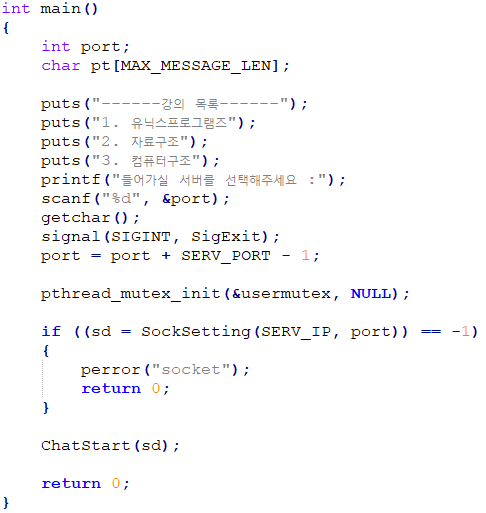 int main()
{
    int port;
    char pt[MAX_MESSAGE_LEN];
    puts("------강의 목록------");
    puts("1. 유닉스프로그램즈");
    puts("2. 자료구조");
    puts("3. 컴퓨터구조");
    printf("들어가실 서버를 선택해주세요 :");
    scanf("%d", &port);
    getchar();
    signal(SIGINT, SigExit);
    port = port + SERV_PORT - 1;
    pthread_mutex_init(&usermutex, NULL);
    if ((sd = SockSetting(SERV_IP, port)) == -1)
    {
        perror("socket");
        return 0;
    }
    ChatStart(sd);
    return 0;
}